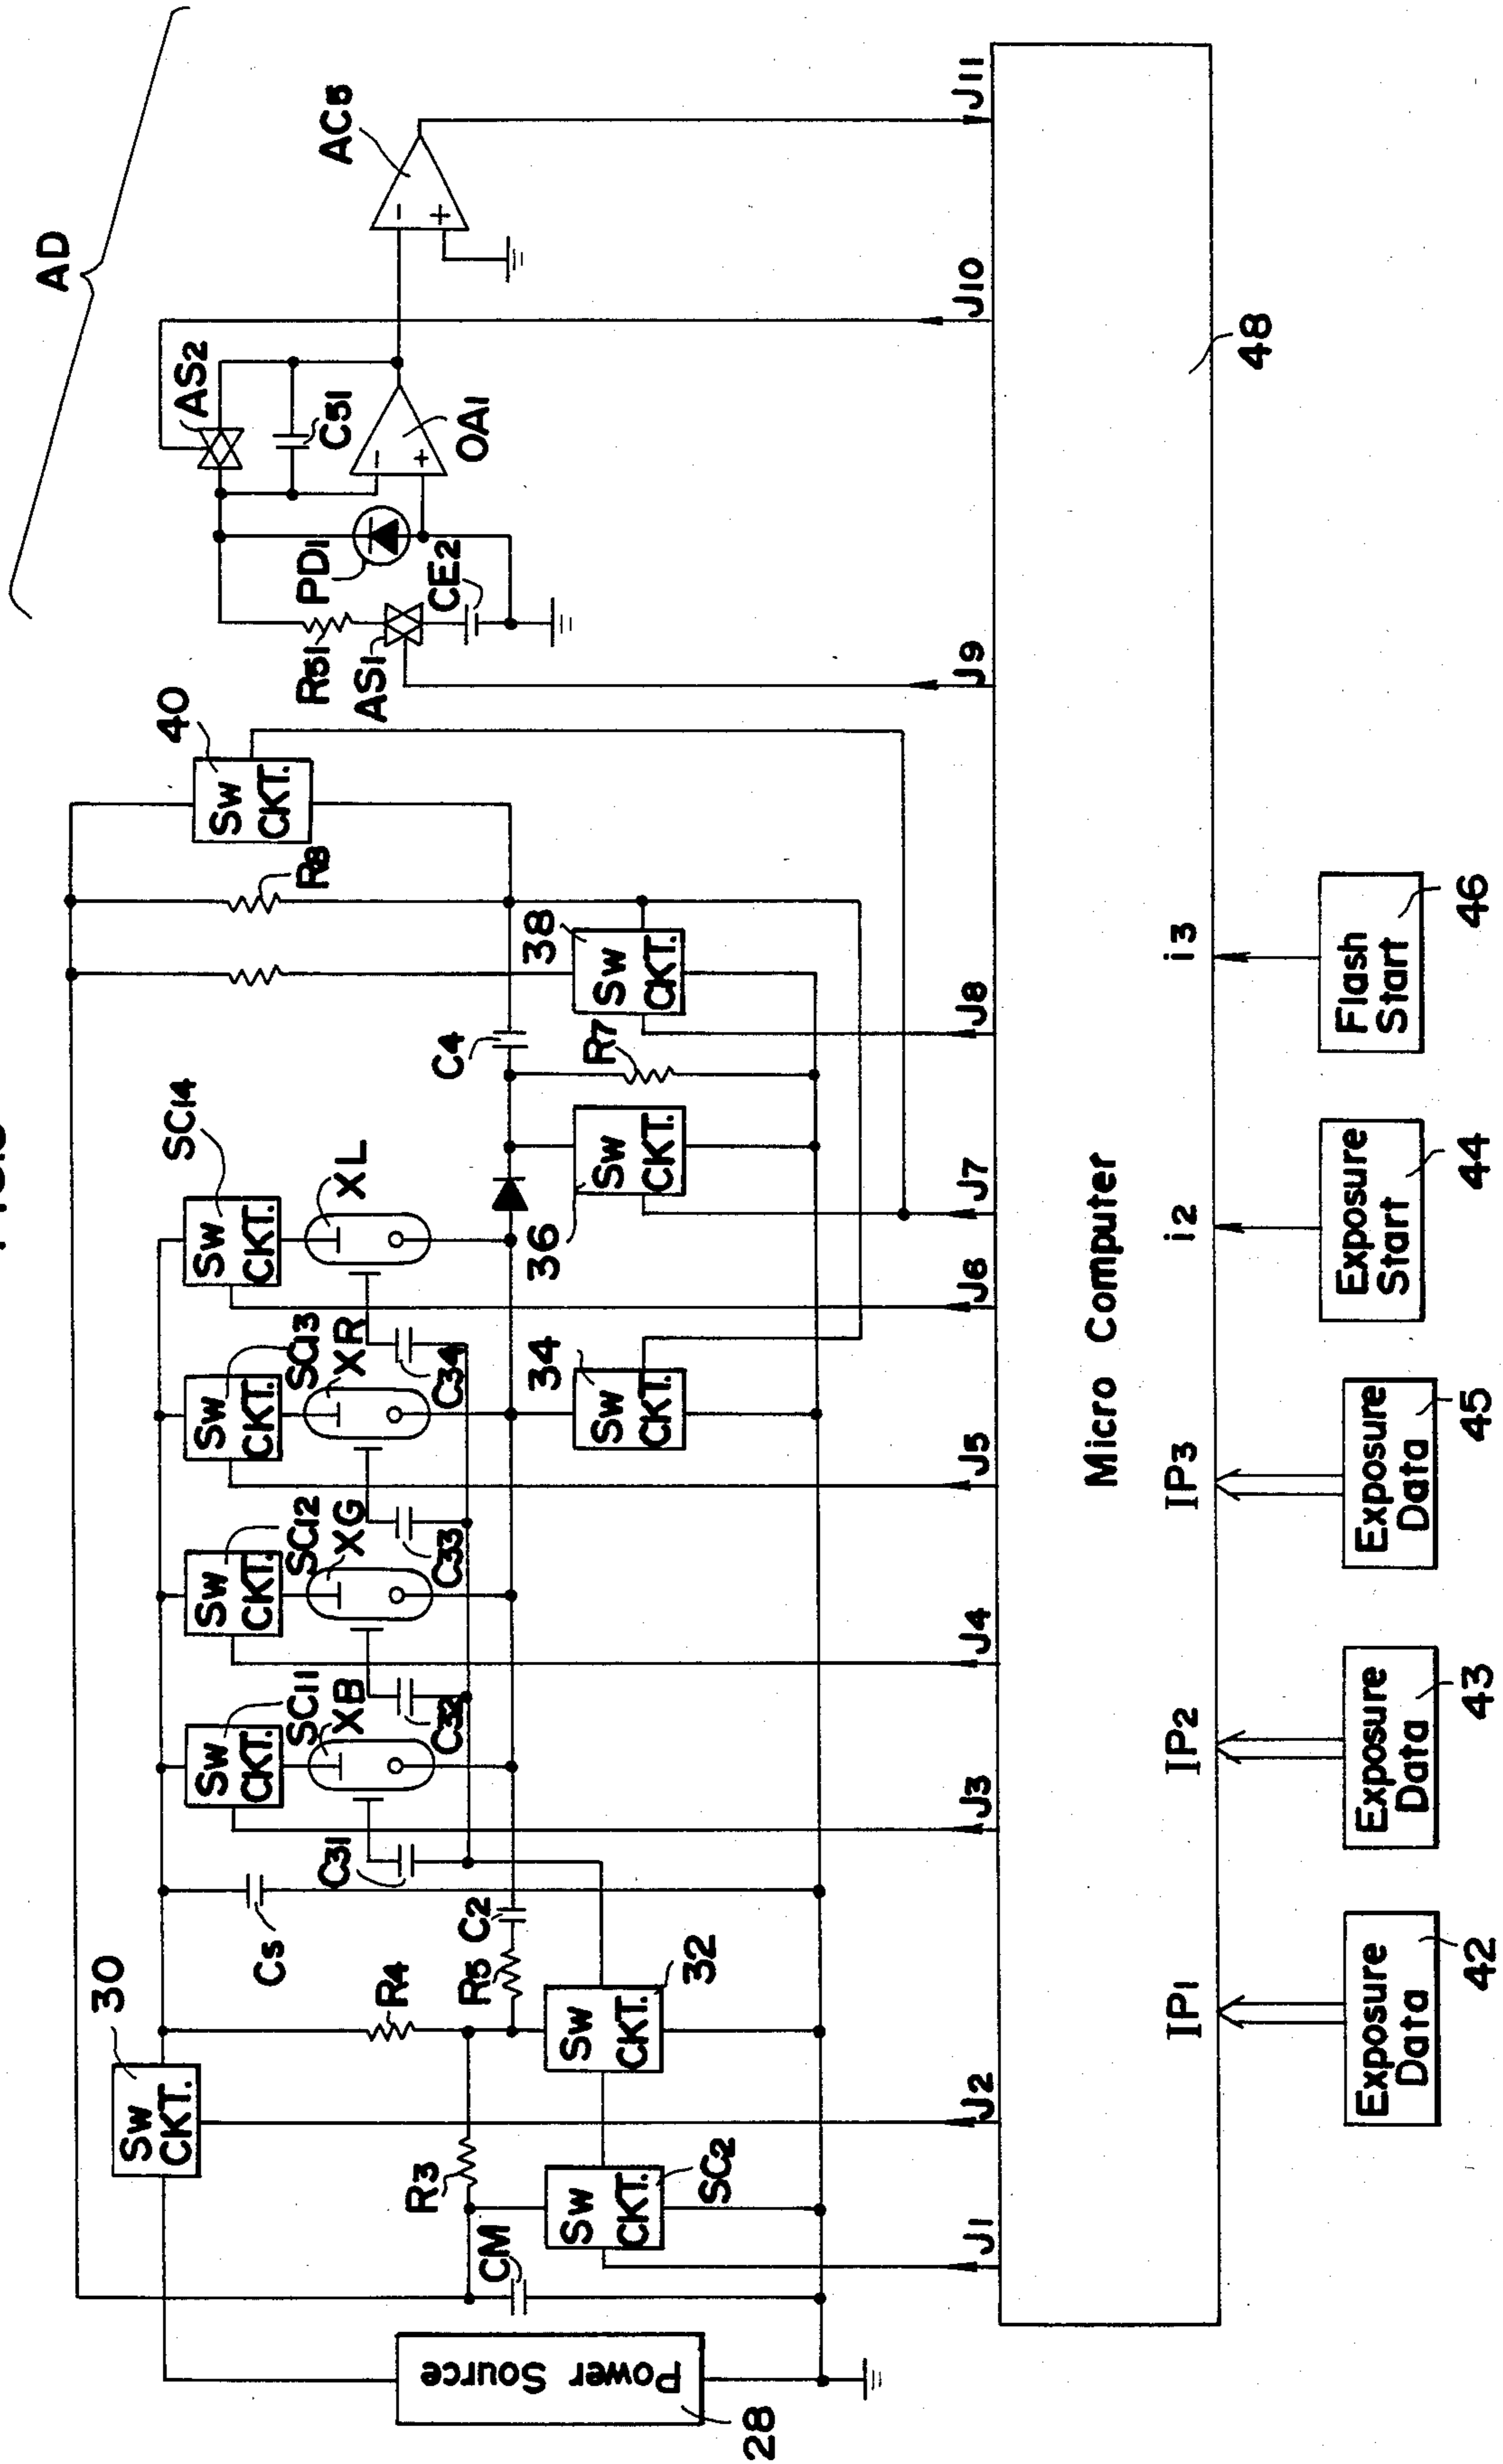 AD
AC5
AS2
C51
OA1
PD1
CE2
R51
AS1
J11
J10
J9
40
Sw
CKT.
R8
38
Sw
CKT.
C4
R7
SC14
Sw
CKT.
XL
36
Sw
CKT.
J8
J7
J6
SC13
Sw
CKT.
XR
C34
34
Sw
CKT.
J5
SC12
Sw
CKT.
XG
C33
J4
SC11
Sw
CKT.
XB
C32
J3
C31
Cs
C2
R5
R4
30
Sw
CKT.
32
Sw
CKT.
R3
SC2
Sw
CKT.
CM
J2
J1
Power Source
28
Micro Computer
48
IP1
IP2
IP3
i2
i3
Exposure
Data
42
Exposure
Data
43
Exposure
Data
45
Exposure
Start
44
Flash
Start
46